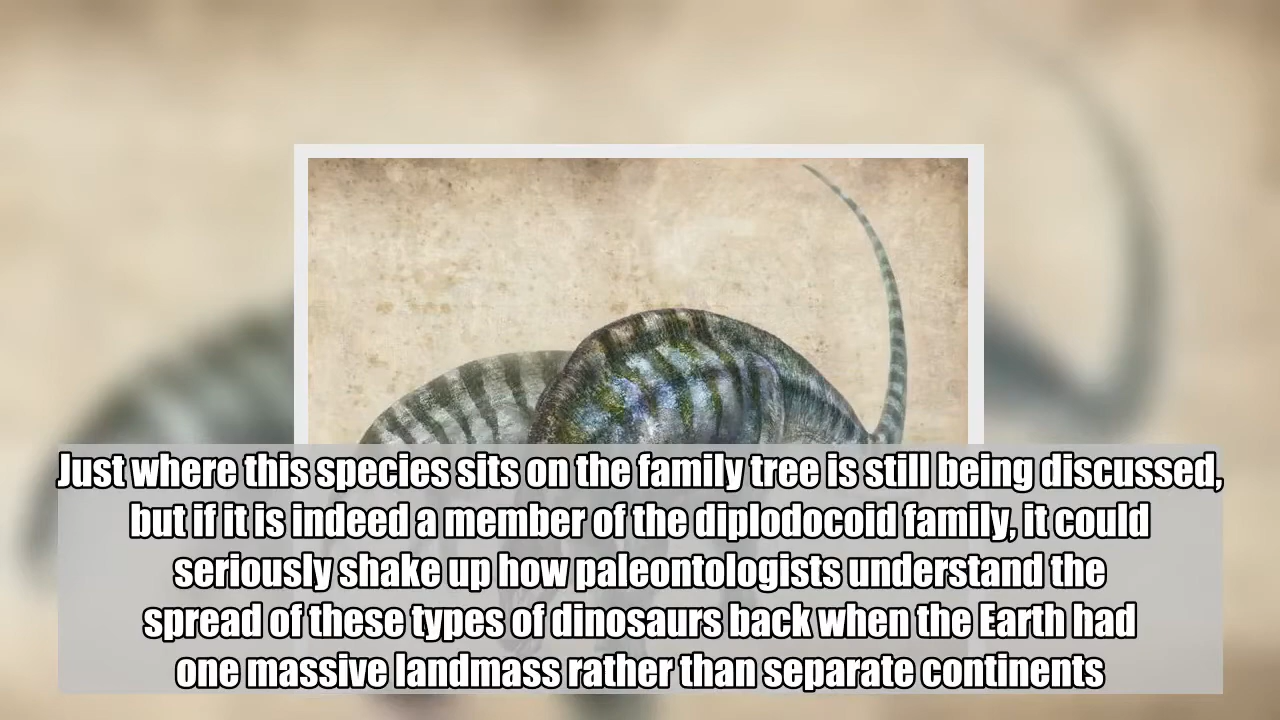 Just where this species sits on the family tree is still being discussed,
but if it is indeed a member of the diplodocoid family, it could
seriously shake up how paleontologists understand the
spread of these types of dinosaurs back when the Earth had
one massive landmass rather than separate continents